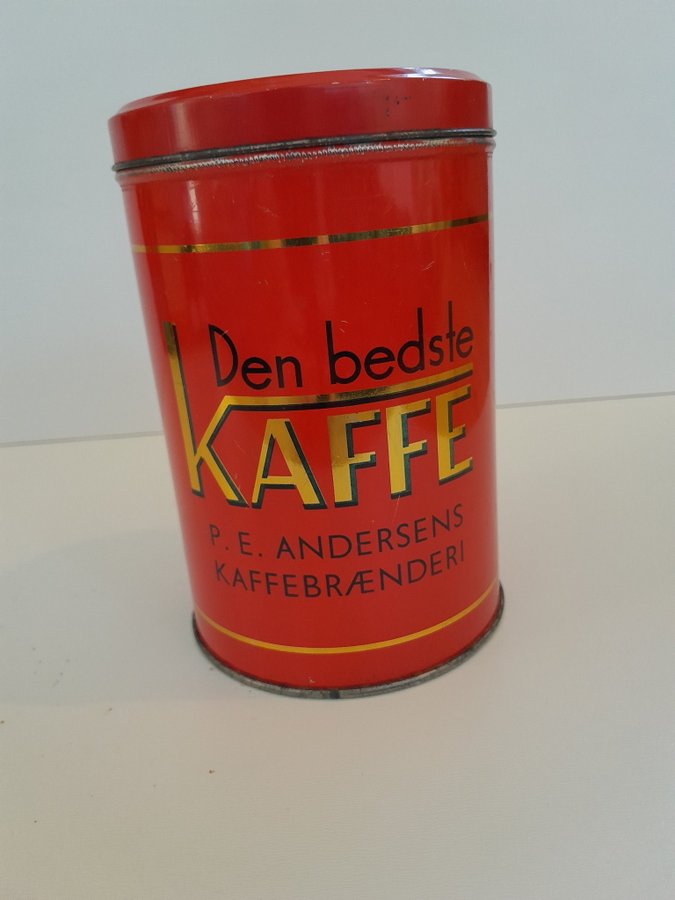 Den bedste
KAFFE
P. E. ANDERSENS
KAFFEBRÆNDERI